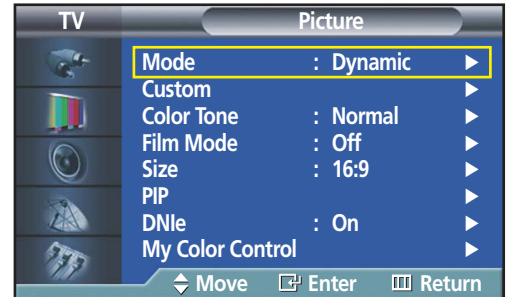 TV Picture
Mode : Dynamic
Custom
Color Tone : Normal
Film Mode : Off
Size : 16:9
PIP
DNIe : On
My Color Control
Move Enter Return